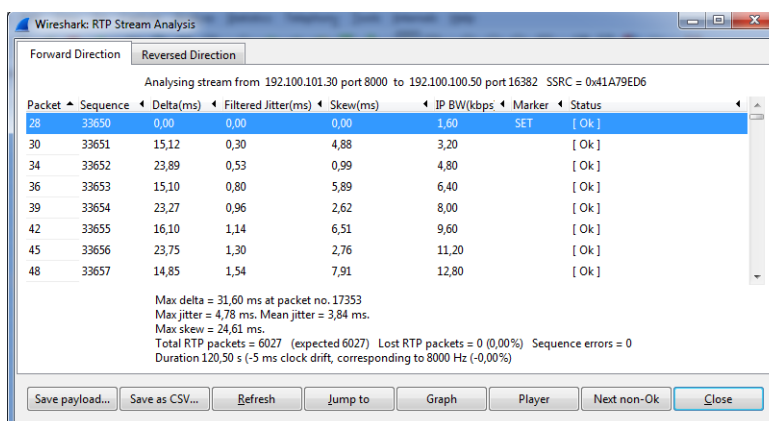 Wireshark: RTP Stream Analysis
Forward Direction Reversed Direction
Analysing stream from 192.100.101.30 port 8000 to 192.100.100.50 port 16382 SSRC = 0x41A79ED6
Packet Sequence Delta(ms) Filtered Jitter(ms) Skew(ms) IP BW(kbps) Marker Status
28 33650 0,00 0,00 0,00 1,60 SET [ Ok ]
30 33651 15,12 0,30 4,88 3,20 [ Ok ]
34 33652 23,89 0,53 0,99 4,80 [ Ok ]
36 33653 15,10 0,80 5,89 6,40 [ Ok ]
39 33654 23,27 0,96 2,62 8,00 [ Ok ]
42 33655 16,10 1,14 6,51 9,60 [ Ok ]
45 33656 23,75 1,30 2,76 11,20 [ Ok ]
48 33657 14,85 1,54 7,91 12,80 [ Ok ]
Max delta = 31,60 ms at packet no. 17353
Max jitter = 4,78 ms. Mean jitter = 3,84 ms.
Max skew = 24,61 ms.
Total RTP packets = 6027 (expected 6027) Lost RTP packets = 0 (0,00%) Sequence errors = 0
Duration 120,50 s (-5 ms clock drift, corresponding to 8000 Hz (-0,00%)
Save payload... Save as CSV... Refresh Jump to Graph Player Next non-Ok Close